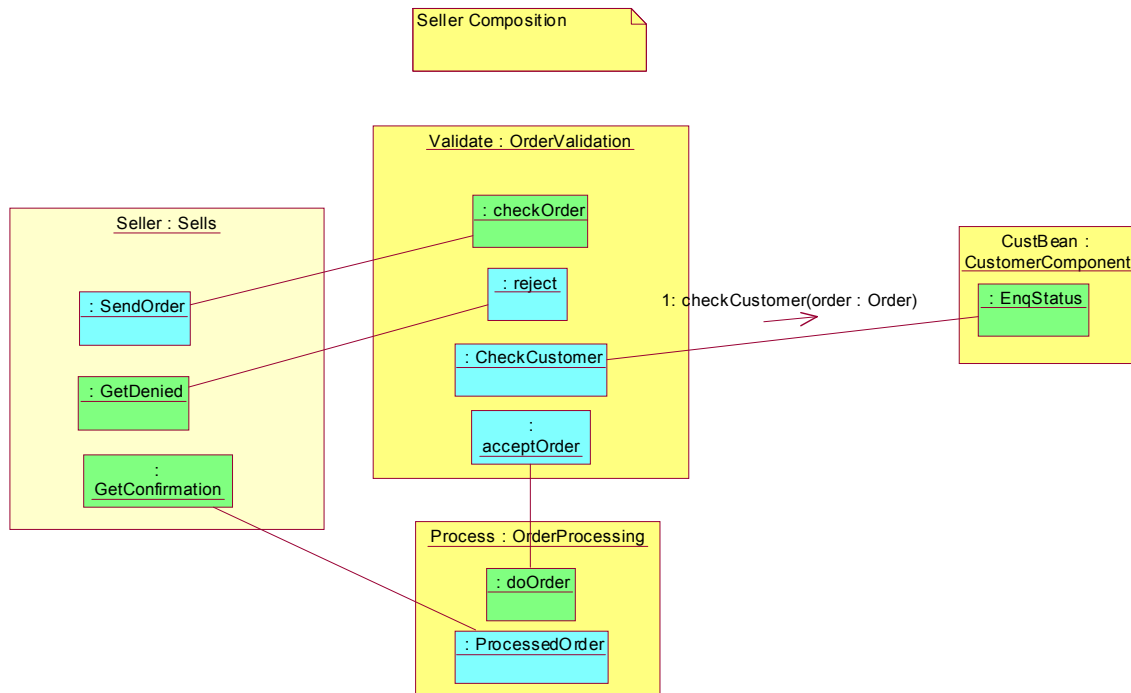 Seller Composition
Validate : OrderValidation
: checkOrder
Seller : Sells
: reject
CustBean :
CustomerComponent
: SendOrder
1: checkCustomer(order : Order)
: EnqStatus
: CheckCustomer
: GetDenied
:
acceptOrder
:
GetConfirmation
Process : OrderProcessing
: doOrder
: ProcessedOrder